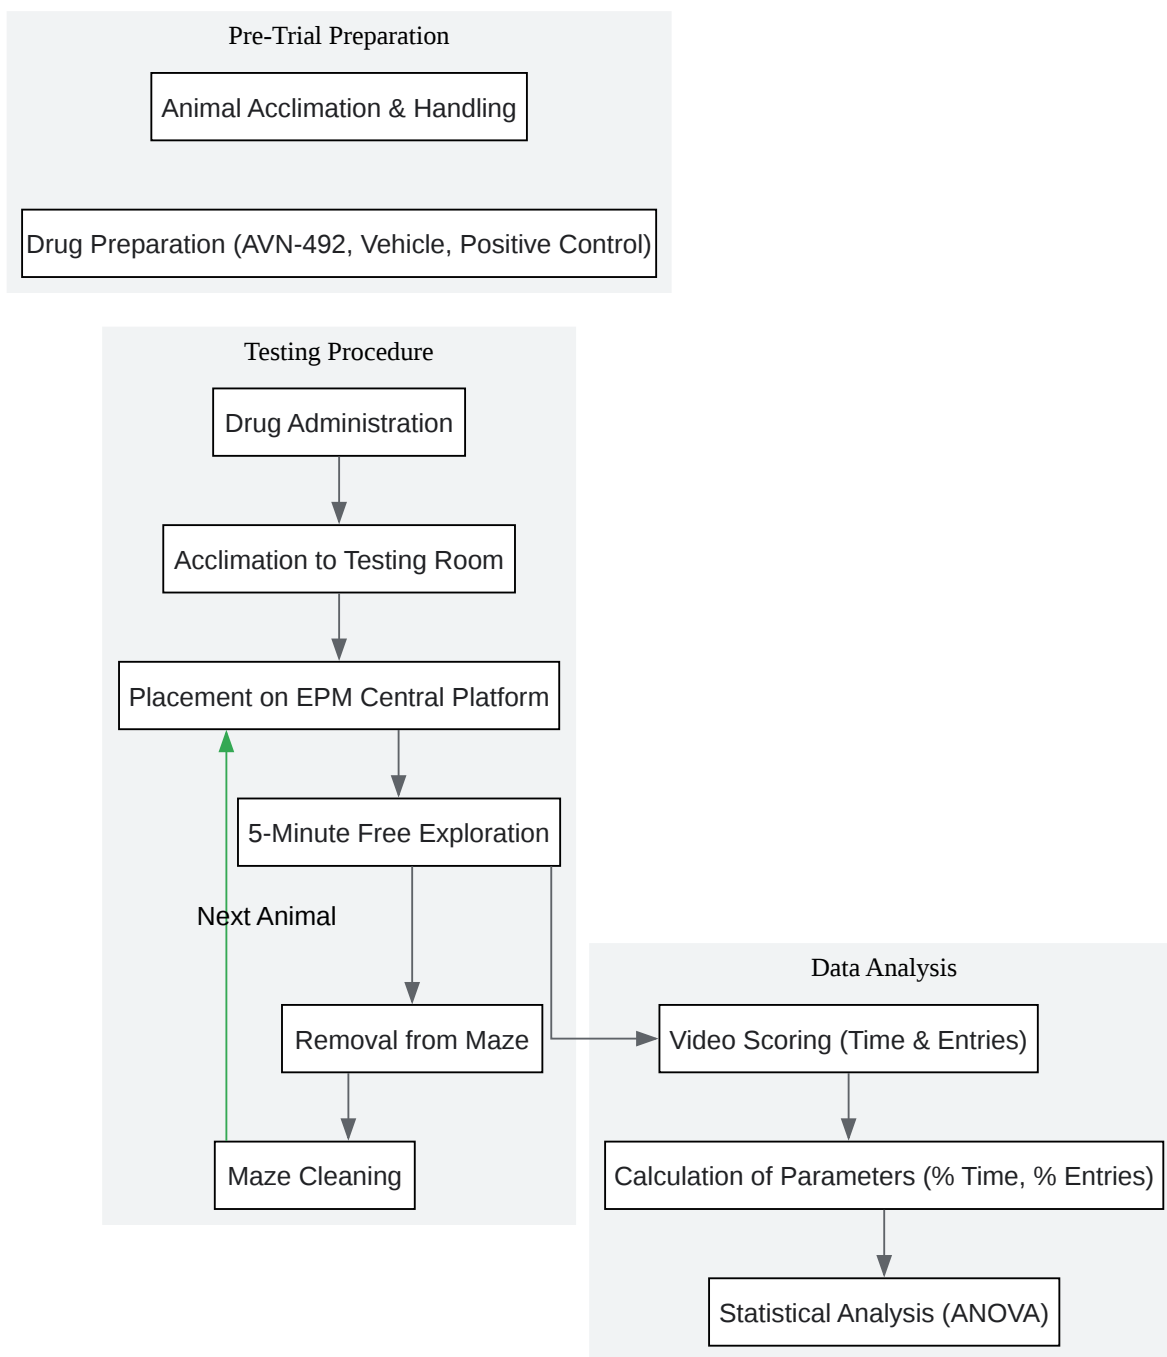 Pre-Trial Preparation
Animal Acclimation & Handling
Drug Preparation (AVN-492, Vehicle, Positive Control)
Testing Procedure
Drug Administration
Acclimation to Testing Room
Placement on EPM Central Platform
5-Minute Free Exploration
Next Animal
Removal from Maze
Maze Cleaning
Data Analysis
Video Scoring (Time & Entries)
Calculation of Parameters (% Time, % Entries)
Statistical Analysis (ANOVA)